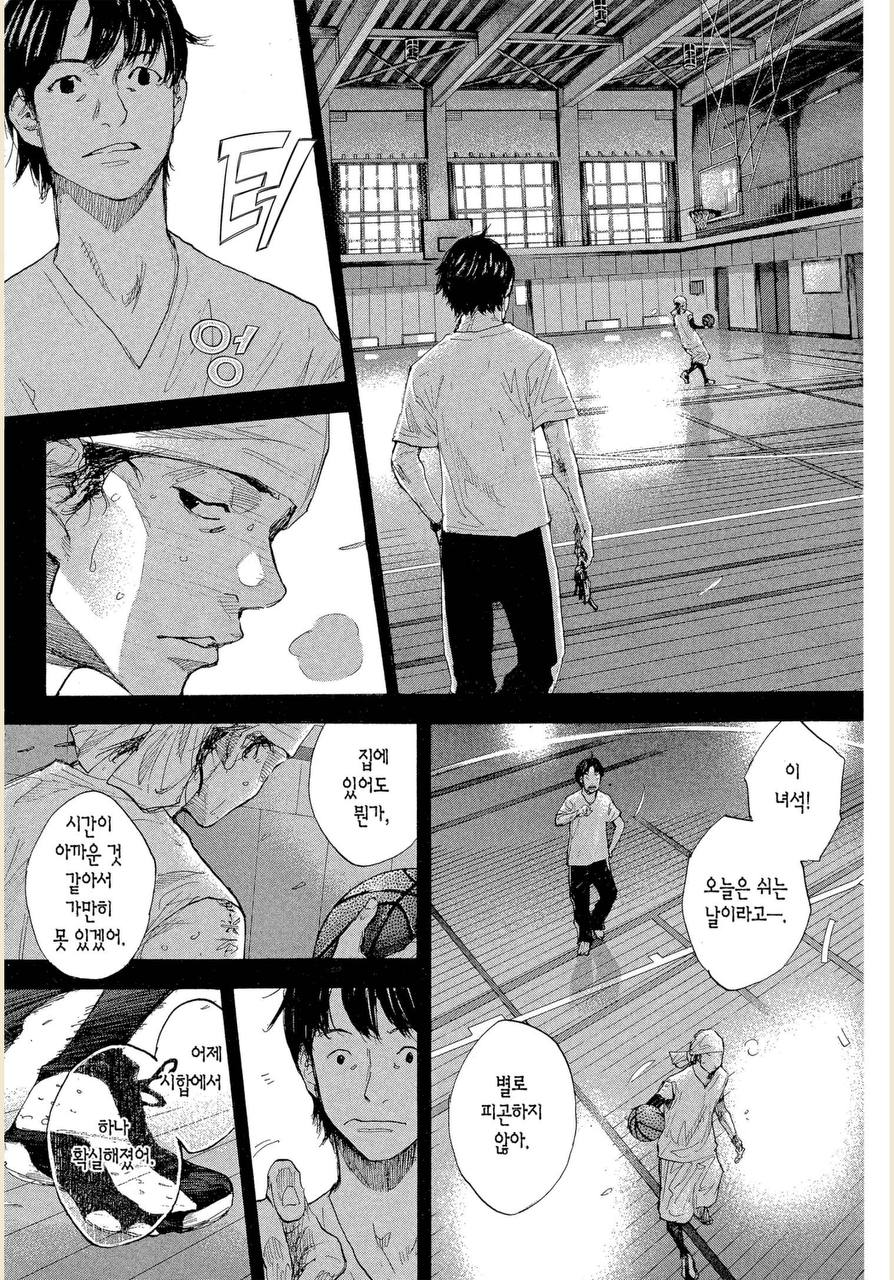 터
엉
이
녀석!
오늘은 쉬는
날이라고—.
별로
피곤하지
않아.
집에
있어도
뭔가,
시간이
아까운 것
같아서
가만히
못 있겠어.
어제
시합에서
하나
확실해졌어.